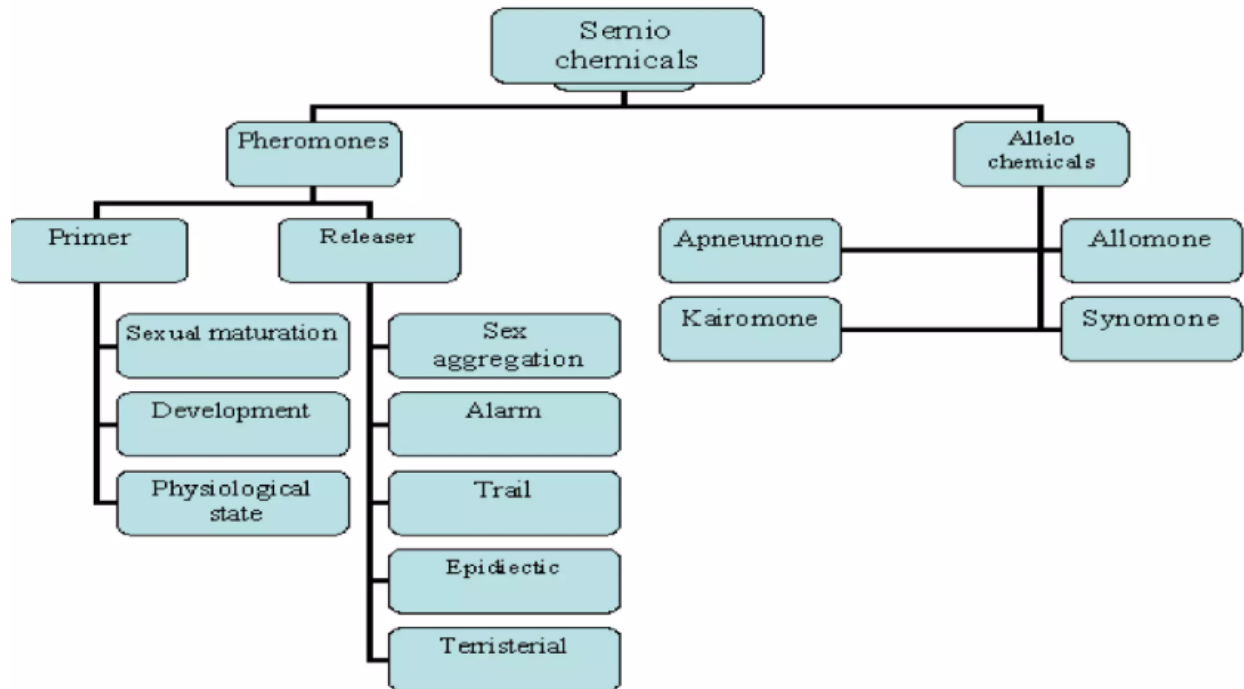 Semio
chemicals
Pheromones
Allelo
chemicals
Primer
Releaser
Apneumone
Allomone
Kairomone
Synomone
Sexual maturation
Sex
aggregation
Development
Alarm
Physiological
state
Trail
Epidiectic
Terristerial